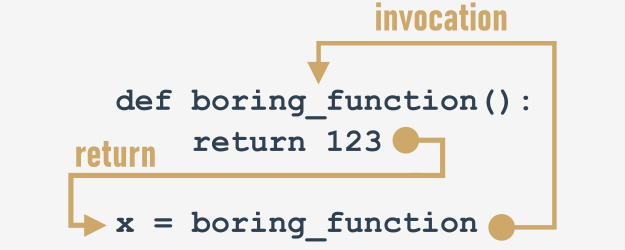 invocation
def boring_function():
return 123
return
x = boring_function